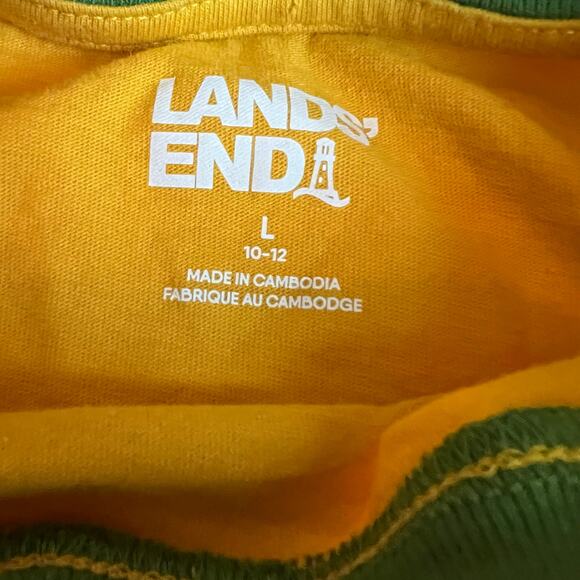 LANDS'
END
L
10-12
MADE IN CAMBODIA
FABRIQUE AU CAMBODGE